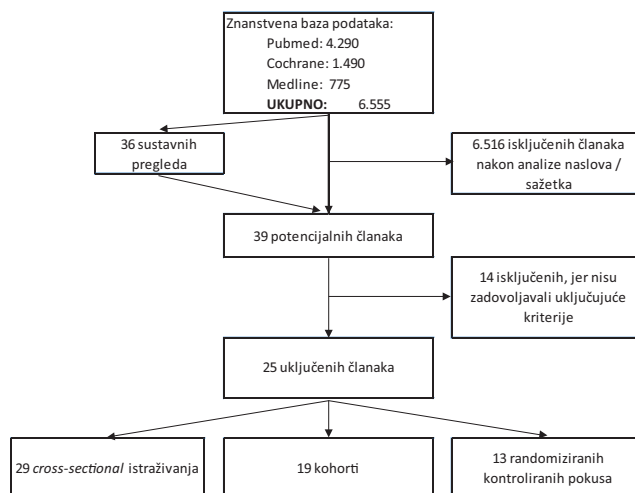 Znanstvena baza podataka:
Pubmed: 4.290
Cochrane: 1.490
Medline: 775
UKUPNO: 6.555
36 sustavnih
pregleda
6.516 isključenih članaka
nakon analize naslova /
sažetka
39 potencijalnih članaka
14 isključenih, jer nisu
zadovoljavali uključujuće
kriterije
25 uključenih članaka
29 cross-sectional istraživanja
19 kohorti
13 randomiziranih
kontroliranih pokusa